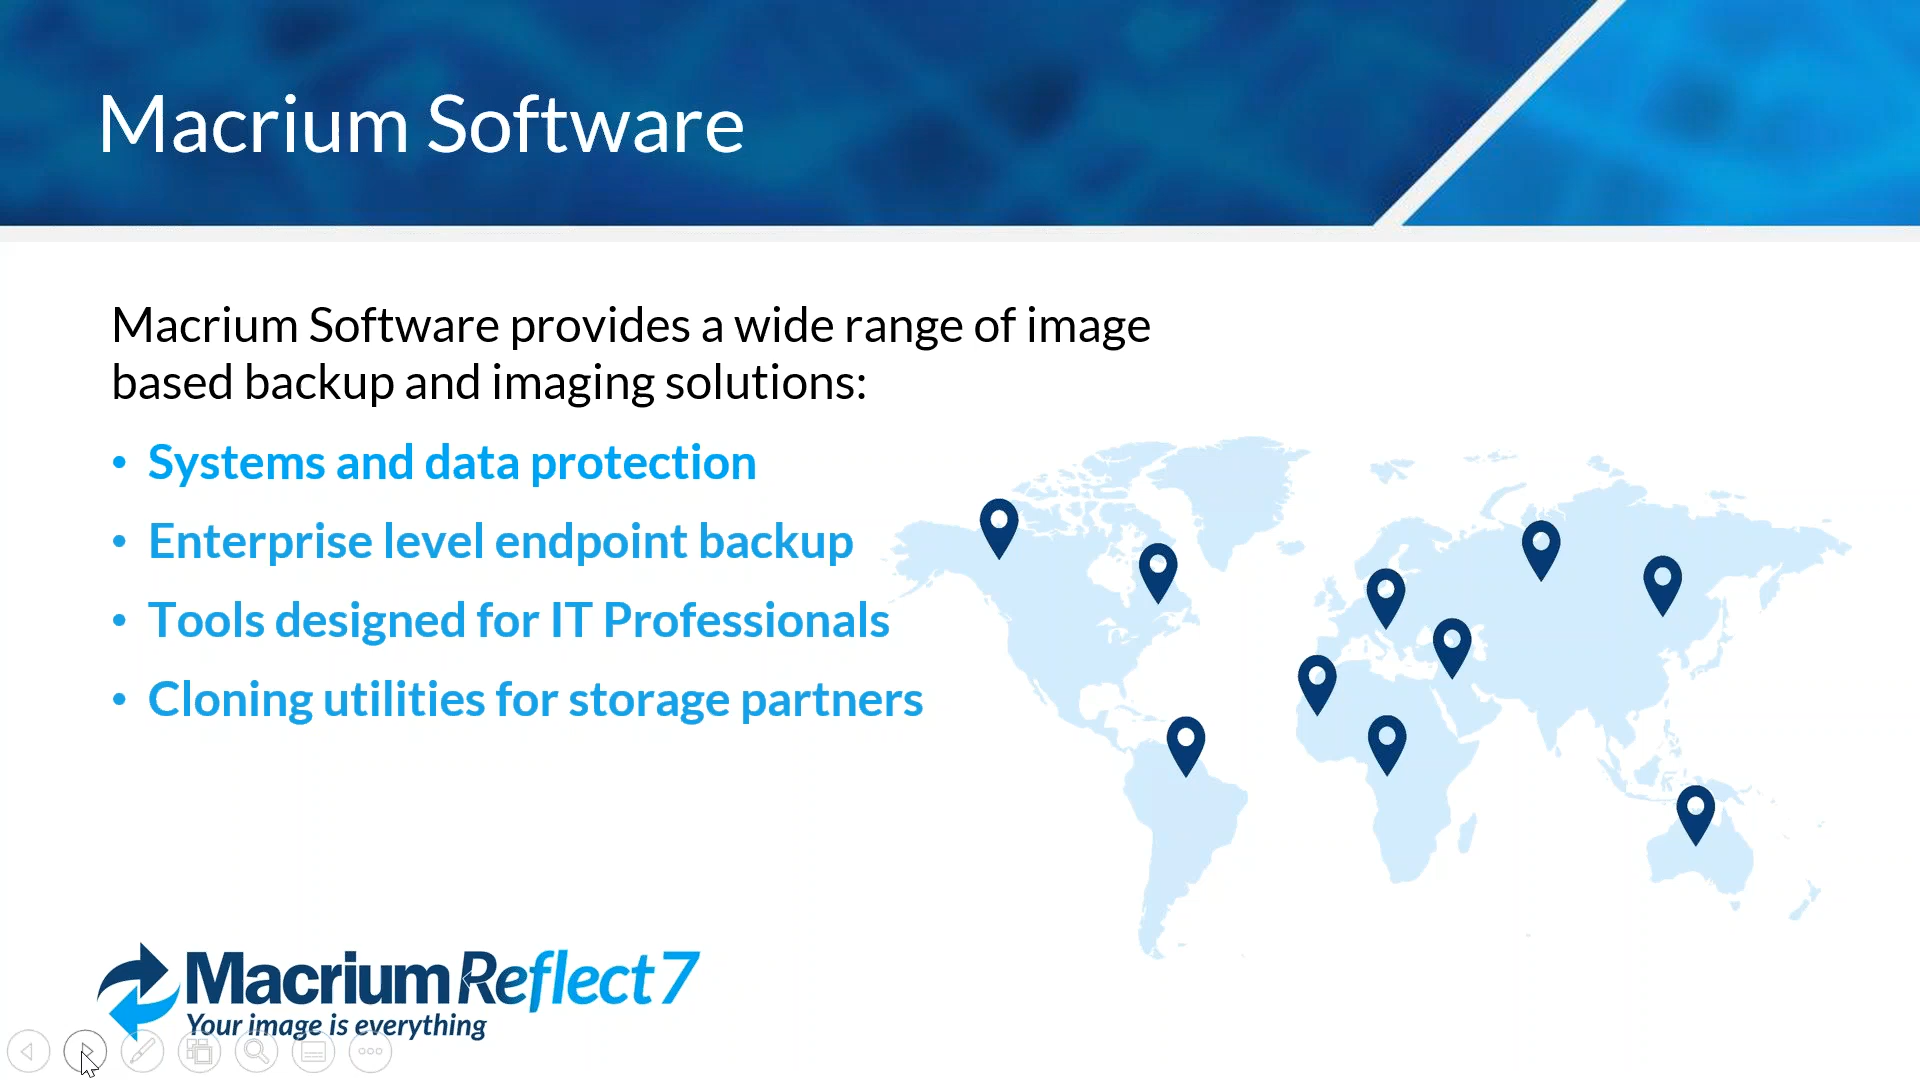 Macrium Software
Macrium Software provides a wide range of image
based backup and imaging solutions:
• Systems and data protection
• Enterprise level endpoint backup
• Tools designed for IT Professionals
• Cloning utilities for storage partners
Macrium Reflect 7
Your image is everything